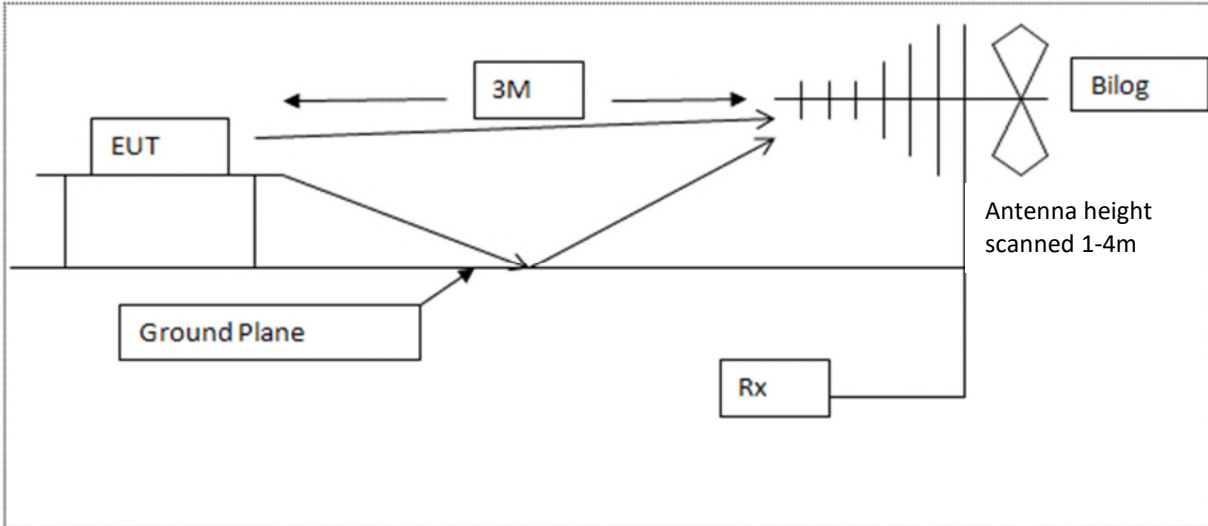 3M
Bilog
EUT
Antenna height
scanned 1-4m
Ground Plane
Rx